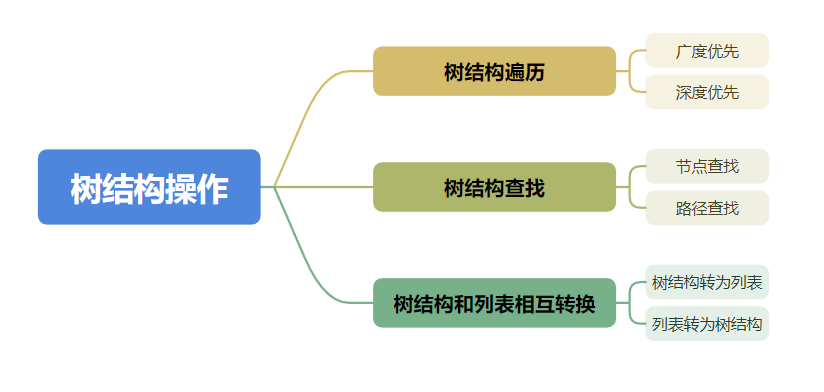 树结构操作
树结构遍历
广度优先
深度优先
树结构查找
节点查找
路径查找
树结构和列表相互转换
树结构转为列表
列表转为树结构